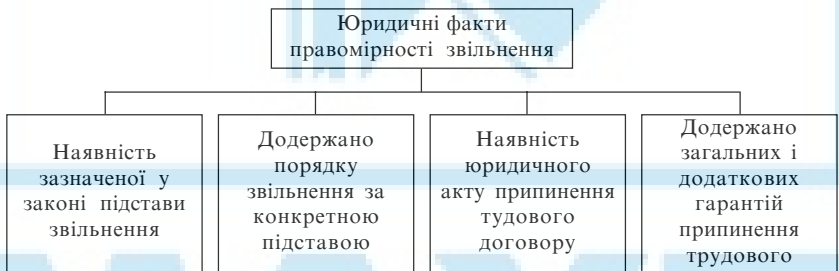 Юридичні факти
правомірності звільнення
Наявність
зазначеної у
законі підстави
звільнення
Додержано
порядку
звільнення за
конкретною
підставою
Наявність
юридичного
акту припинення
тудового
договору
Додержано
загальних і
додаткових
гарантій
припинення
трудового